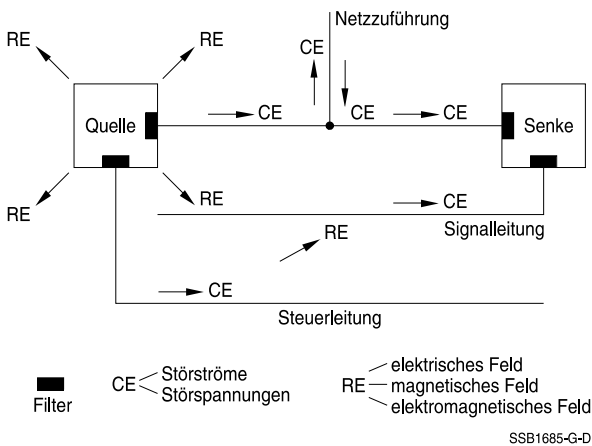 Netzzuführung
RE
RE
CE
Quelle
CE
CE
CE
Senke
RE
RE
CE
Signalleitung
RE
CE
Steuerleitung
Filter
CE
Störströme
Störspannungen
RE
elektrisches Feld
magnetisches Feld
elektromagnetisches Feld
SSB1685-G-D